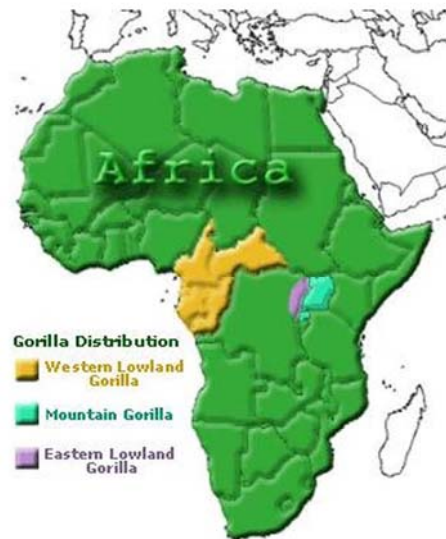 Africa
Gorilla Distribution
Western Lowland
Gorilla
Mountain Gorilla
Eastern Lowland
Gorilla